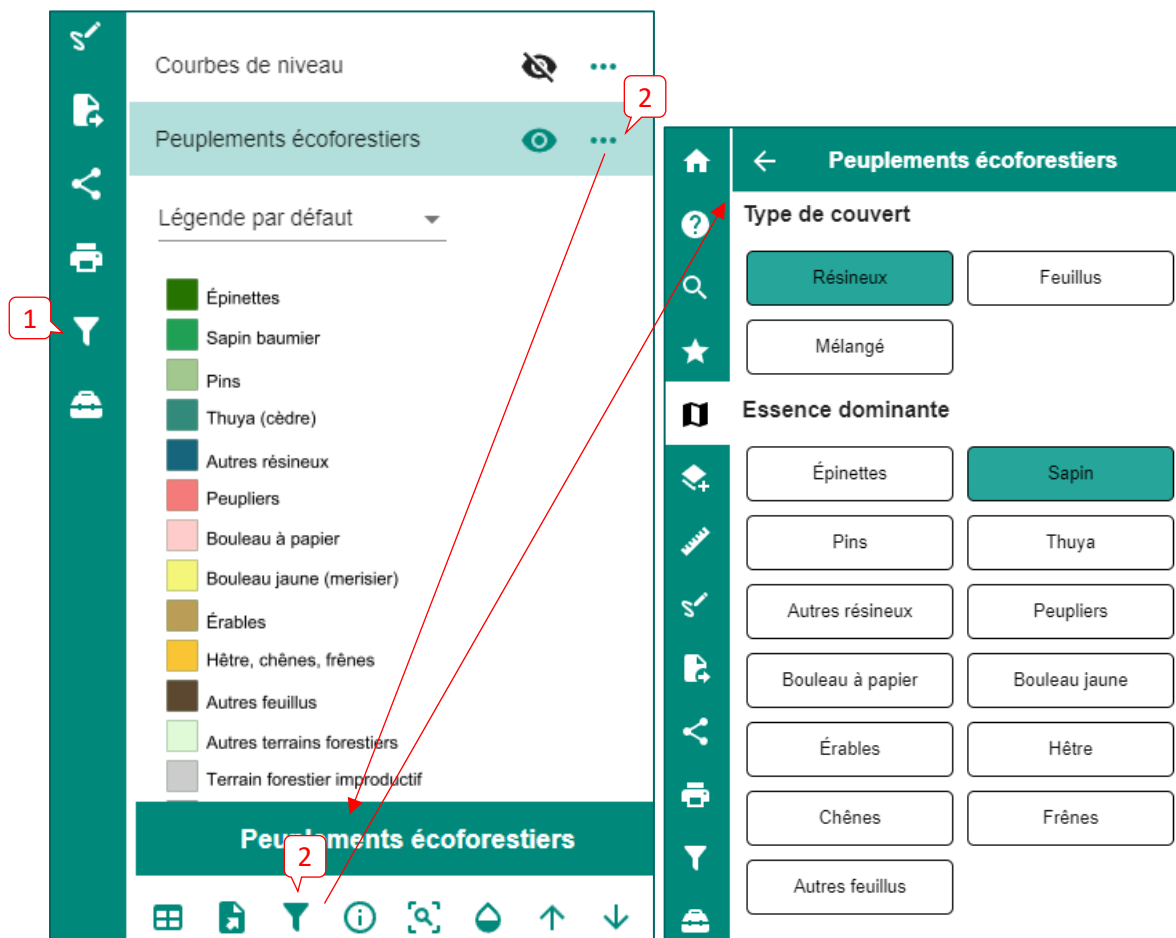 Courbes de niveau
2
Peuplements écoforestiers
Légende par défaut
Épinettes
Sapin baumier
1
Pins
Thuya (cèdre)
Autres résineux
Peupliers
Bouleau à papier
Bouleau jaune (merisier)
Érables
Hêtre, chênes, frênes
Autres feuillus
Autres terrains forestiers
Terrain forestier improductif
Peuplements écoforestiers
2
Peuplements écoforestiers
Type de couvert
Résineux
Feuillus
Mélangé
Essence dominante
Épinettes
Sapin
Pins
Thuya
Autres résineux
Peupliers
Bouleau à papier
Bouleau jaune
Érables
Hêtre
Chênes
Frênes
Autres feuillus